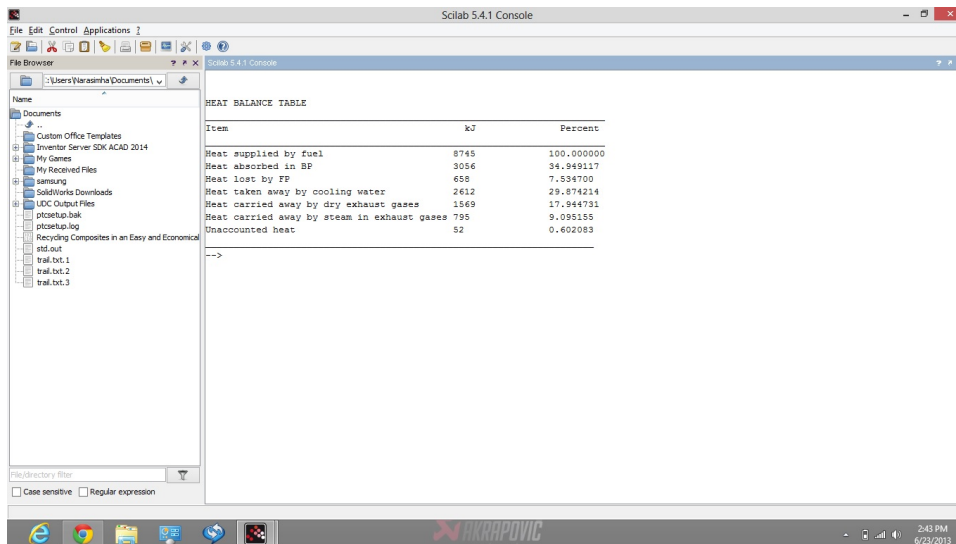 Scilab 5.4.1 Console
File Edit Control Applications ?
File Browser
Scilab 5.4.1 Console
:\Users\Narasimha\Documents\
Name
Documents
..
Custom Office Templates
Inventor Server SDK ACAD 2014
My Games
My Received Files
samsung
SolidWorks Downloads
UDC Output Files
ptcsetup.bak
ptcsetup.log
Recycling Composites in an Easy and Economical
std.out
trail.txt.1
trail.txt.2
trail.txt.3
File/directory filter
Case sensitive Regular expression
HEAT BALANCE TABLE
Item kJ Percent
Heat supplied by fuel 8745 100.000000
Heat absorbed in BP 3056 34.949117
Heat lost by FP 658 7.534700
Heat taken away by cooling water 2612 29.874214
Heat carried away by dry exhaust gases 1569 17.944731
Heat carried away by steam in exhaust gases 795 9.095155
Unaccounted heat 52 0.602083
-->
AKRAPOVIC
2:43 PM
6/23/2013